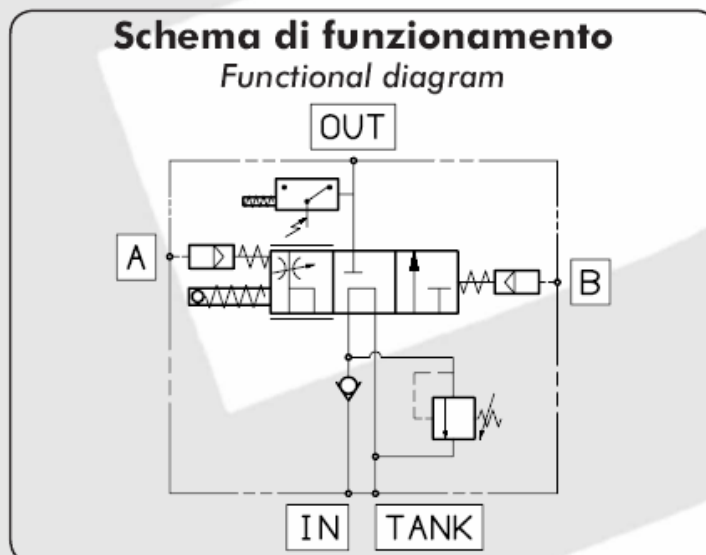 Schema di funzionamento
Functional diagram
OUT
A
B
IN
TANK